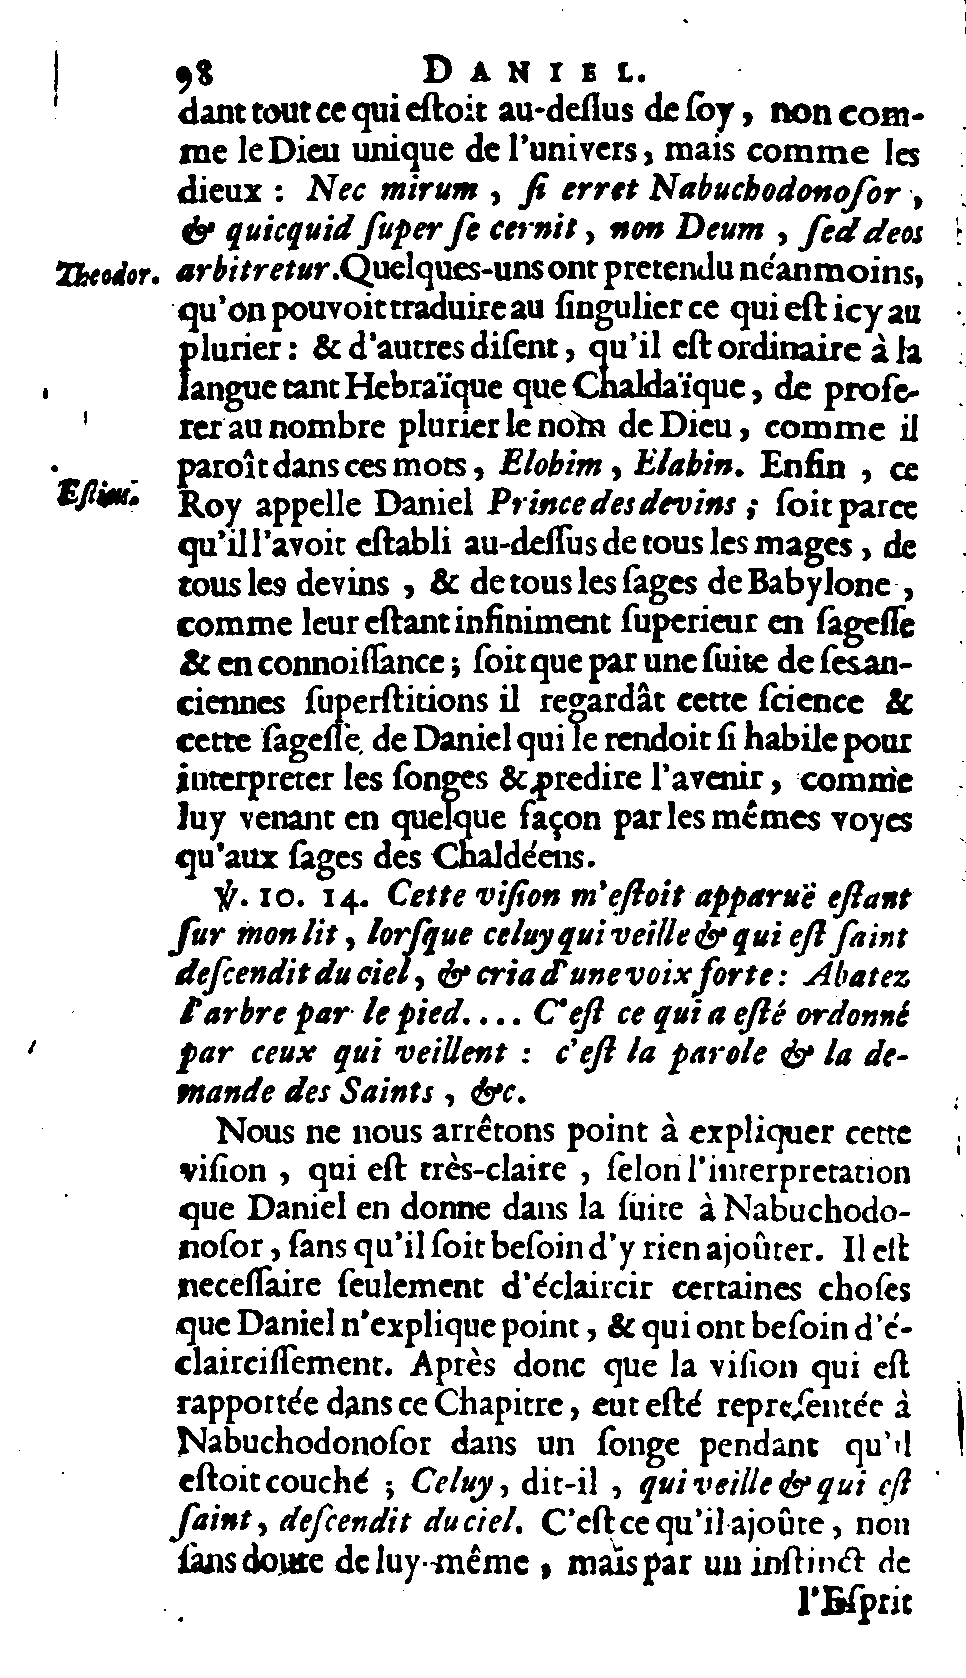 98 DANIEL.
dant tout ce qui eſtoit au-deſſus de ſoy, non com-
me le Dieu unique de l'univers, mais comme les
dieux : Nec mirum, ſi erret Nabuchodonoſor,
& quicquid ſuper ſe cernit, non Deum, ſed deos
Theodor. arbitretur. Quelques-uns ont pretendu néanmoins,
qu'on pouvoit traduire au ſingulier ce qui eſt icy au
plurier : & d'autres diſent, qu'il eſt ordinaire à la
langue tant Hebraïque que Chaldaïque, de profe-
rer au nombre plurier le nom de Dieu, comme il
paroît dans ces mots, Elohim, Elahin. Enfin, ce
Eſtius. Roy appelle Daniel Prince des devins ; ſoit parce
qu'il l'avoit eſtabli au-deſſus de tous les mages, de
tous les devins, & de tous les ſages de Babylone,
comme leur eſtant infiniment ſuperieur en ſageſſe
& en connoiſſance ; ſoit que par une ſuite de ſes an-
ciennes ſuperſtitions il regardât cette ſcience &
cette ſageſſe de Daniel qui le rendoit ſi habile pour
interpreter les ſonges & predire l'avenir, comme
luy venant en quelque façon par les mêmes voyes
qu'aux ſages des Chaldéens.
℣. 10. 14. Cette viſion m'eſtoit apparuë eſtant
ſur mon lit, lorſque celuy qui veille & qui eſt ſaint
deſcendit du ciel, & cria d'une voix forte : Abatez
l'arbre par le pied.... C'eſt ce qui a eſté ordonné
par ceux qui veillent : c'eſt la parole & la de-
mande des Saints, &c.
Nous ne nous arrêtons point à expliquer cette
viſion, qui eſt très-claire, ſelon l'interpretation
que Daniel en donne dans la ſuite à Nabuchodo-
noſor, ſans qu'il ſoit beſoin d'y rien ajoûter. Il eſt
neceſſaire ſeulement d'éclaircir certaines choſes
que Daniel n'explique point, & qui ont beſoin d'é-
clairciſſement. Après donc que la viſion qui eſt
rapportée dans ce Chapitre, eut eſté repreſentée à
Nabuchodonoſor dans un ſonge pendant qu'il
eſtoit couché ; Celuy, dit-il, qui veille & qui eſt
ſaint, deſcendit du ciel. C'eſt ce qu'il ajoûte, non
ſans doute de luy-même, mais par un inſtinct de
l'Eſprit